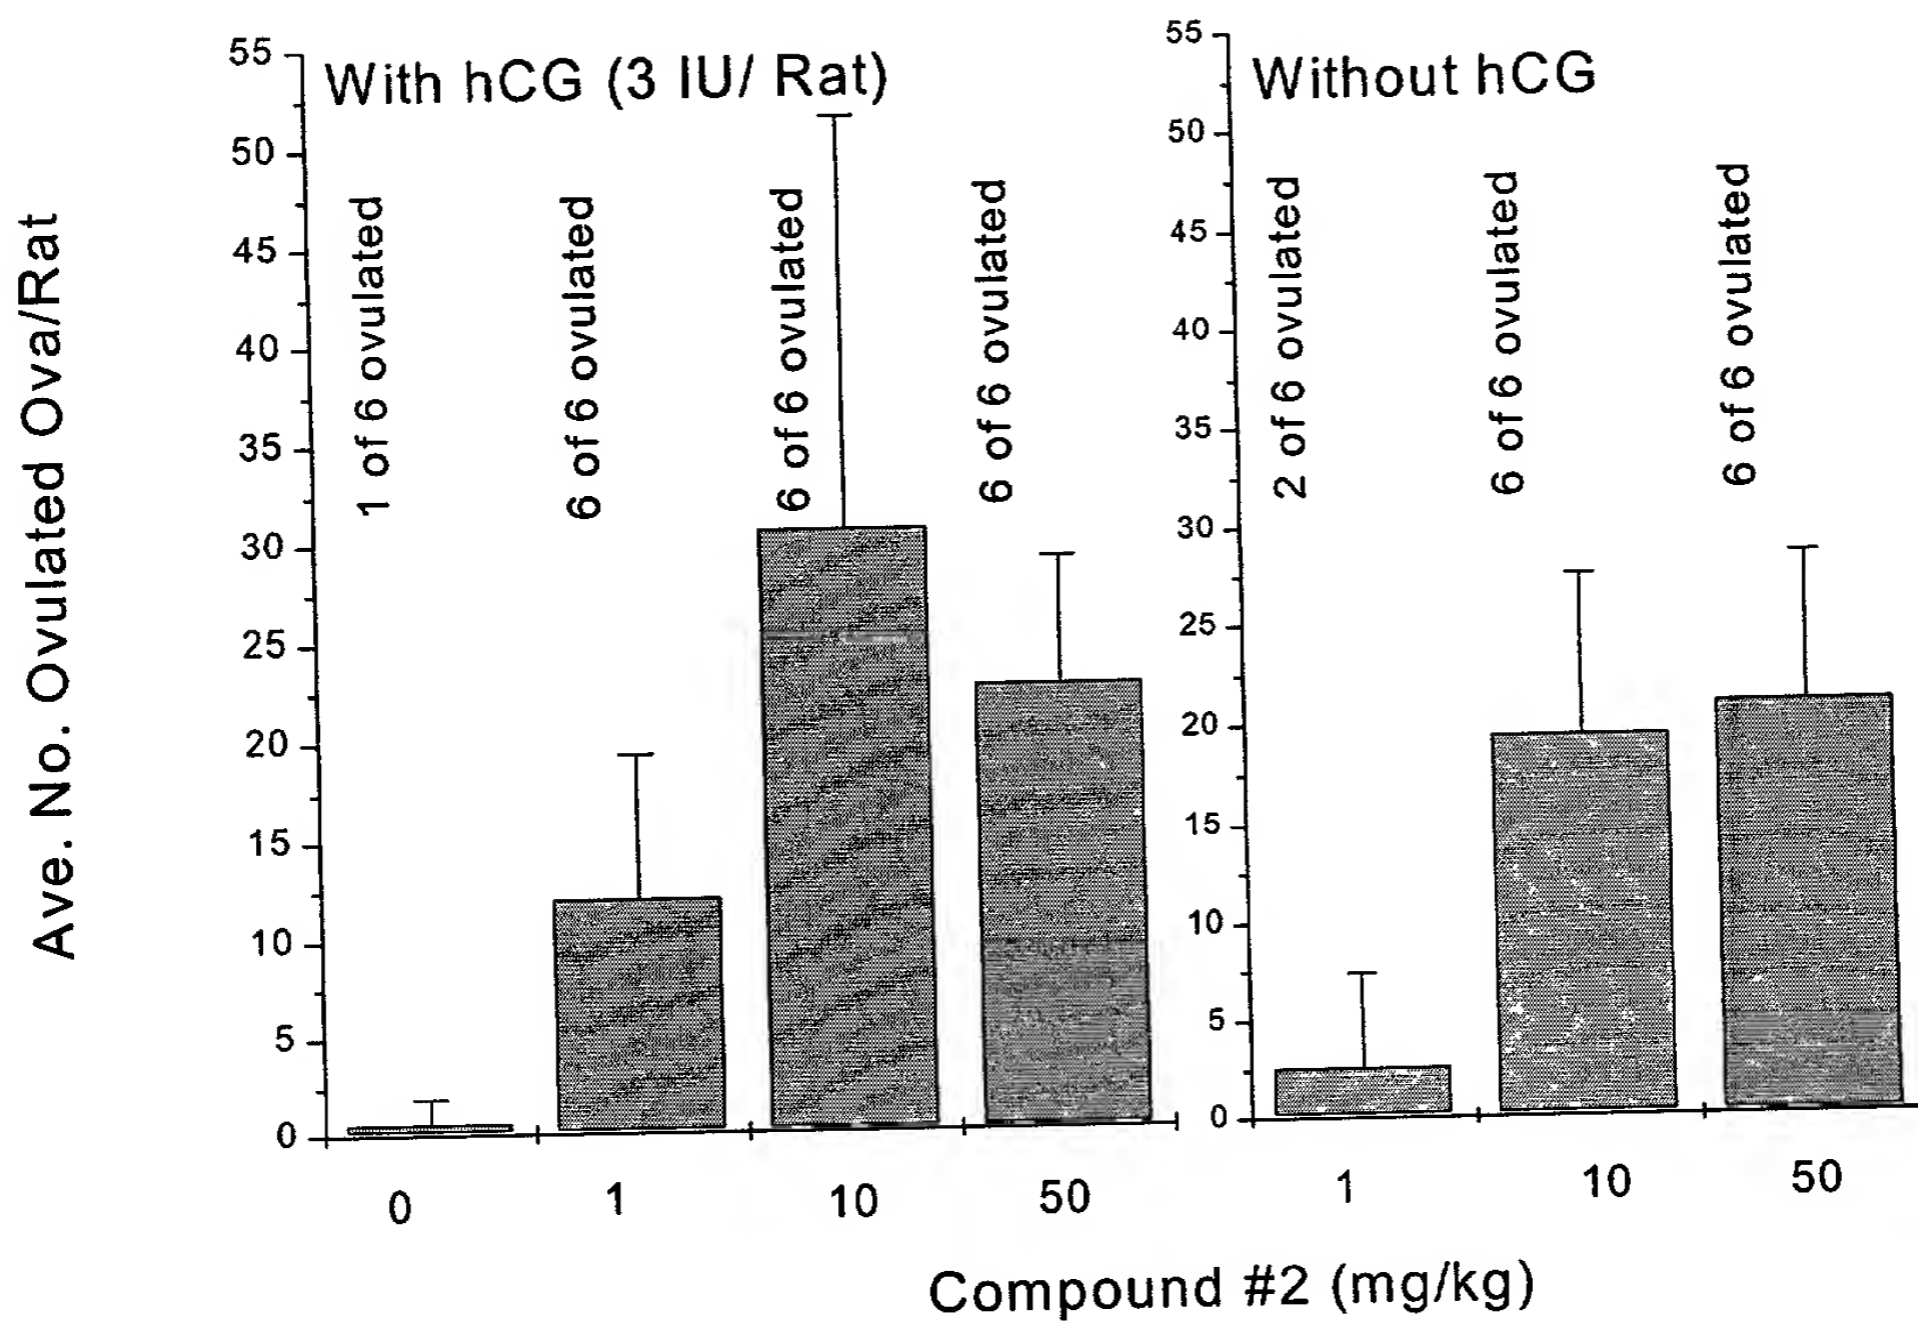 Ave. No. Ovulated Ova/Rat
With hCG (3 IU/ Rat)
55
50
45
40
35
30
25
20
15
10
5
0
1 of 6 ovulated
6 of 6 ovulated
6 of 6 ovulated
6 of 6 ovulated
0
1
10
50
Without hCG
55
50
45
40
35
30
25
20
15
10
5
0
2 of 6 ovulated
6 of 6 ovulated
6 of 6 ovulated
1
10
50
Compound #2 (mg/kg)